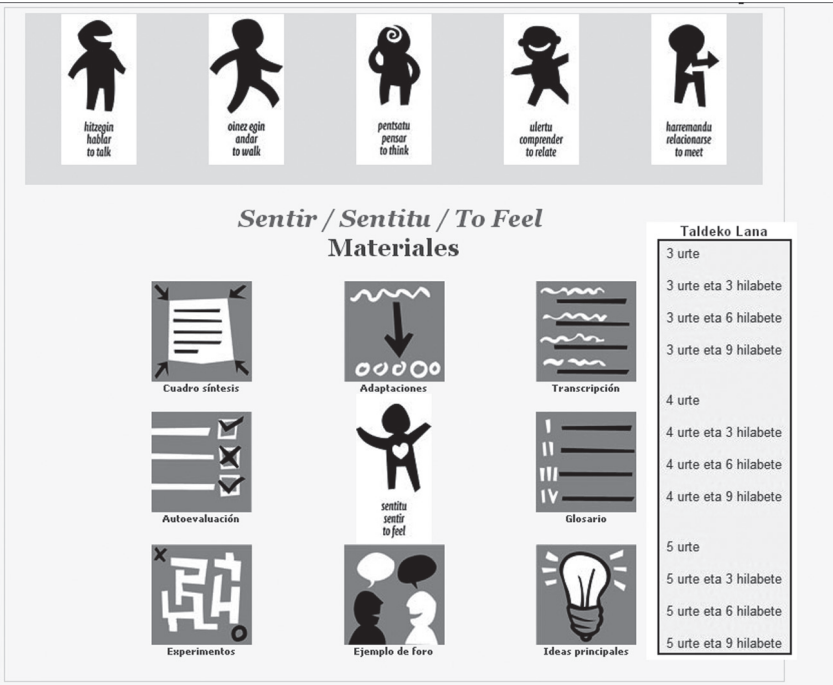 hitzegin
hablar
to talk
oinez egin
andar
to walk
pentsatu
pensar
to think
ulertu
comprender
to relate
harremandu
relacionarse
to meet
Sentir / Sentitu / To Feel
Materiales
Cuadro síntesis
Adaptaciones
Transcripción
Autoevaluación
sentitu
sentir
to feel
I
II
III
IV
Glosario
Experimentos
Ejemplo de foro
Ideas principales
Taldeko Lana
3 urte
3 urte eta 3 hilabete
3 urte eta 6 hilabete
3 urte eta 9 hilabete
4 urte
4 urte eta 3 hilabete
4 urte eta 6 hilabete
4 urte eta 9 hilabete
5 urte
5 urte eta 3 hilabete
5 urte eta 6 hilabete
5 urte eta 9 hilabete